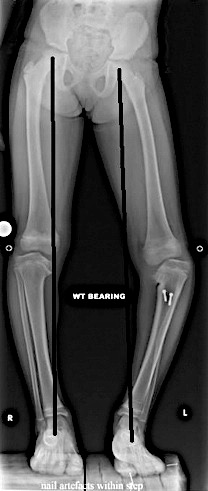 WT BEARING
R
L
nail artefacts within step